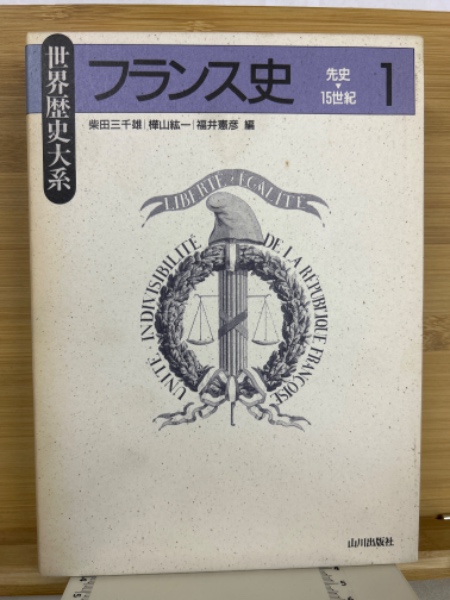 世界歴史大系
フランス史
先史
▼
15世紀
1
柴田三千雄|樺山紘一|福井憲彦 編
LIBERTÉ · ÉGALITÉ
UNITÉ · INDIVISIBILITÉ
DE LA RÉPUBLIQUE FRANÇOISE
山川出版社